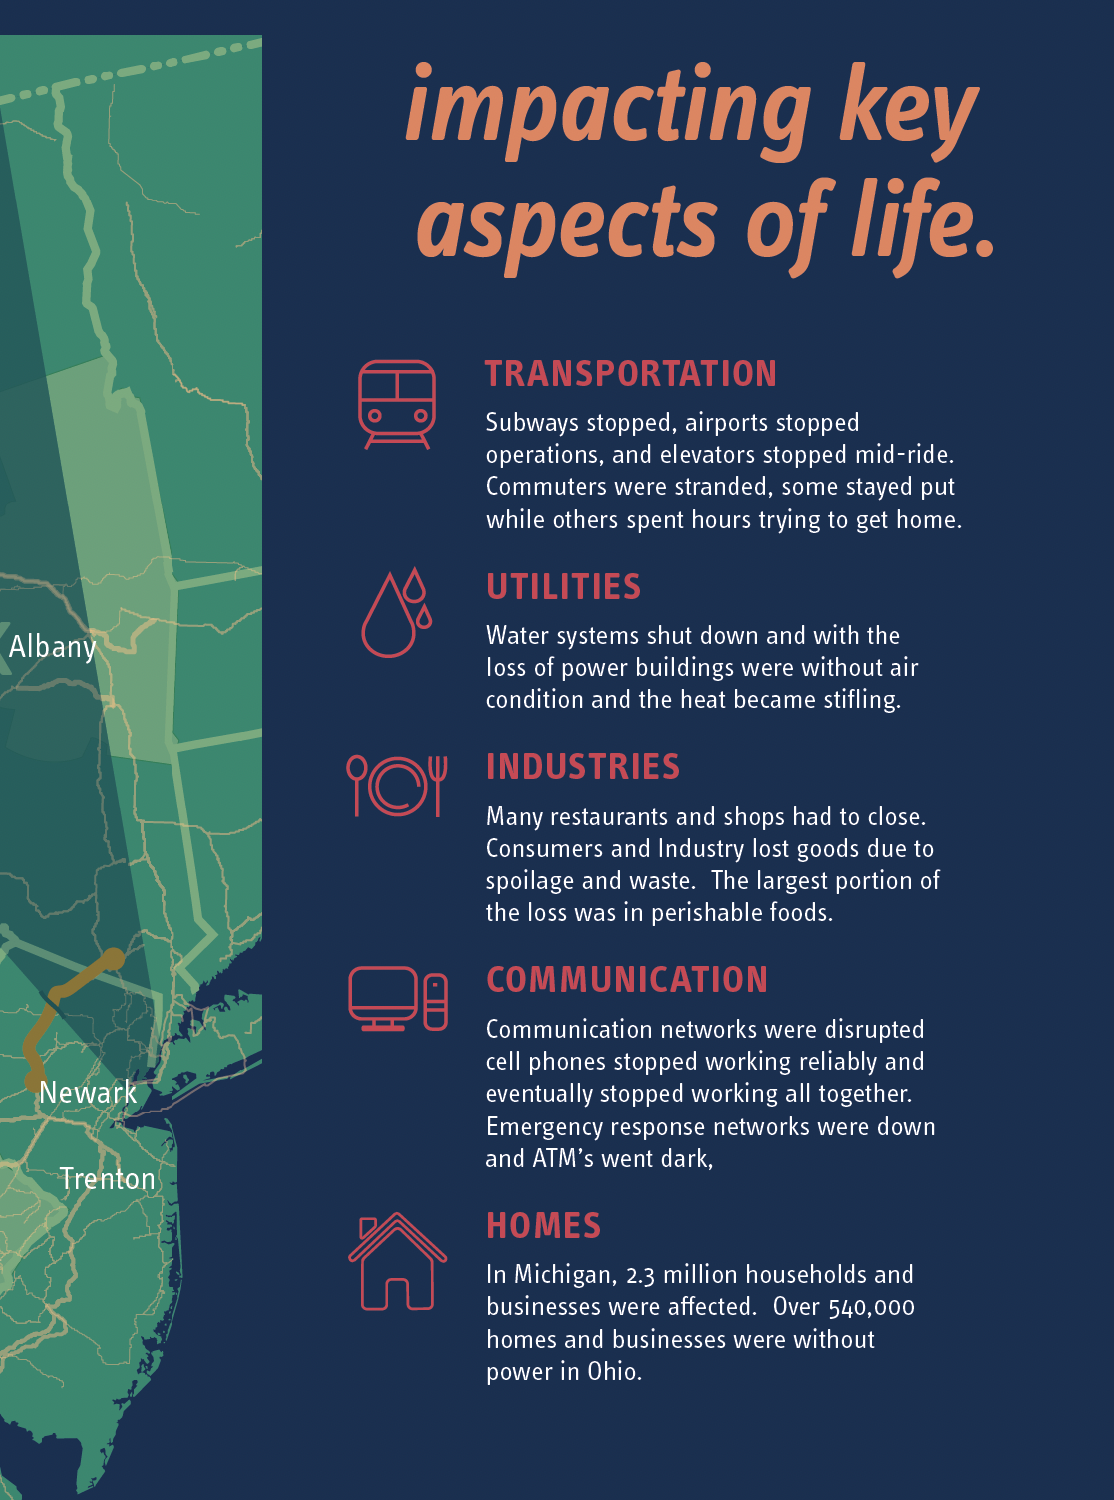 impacting key
aspects of life.
TRANSPORTATION
Subways stopped, airports stopped
operations, and elevators stopped mid-ride.
Commuters were stranded, some stayed put
while others spent hours trying to get home.
UTILITIES
Water systems shut down and with the
loss of power buildings were without air
condition and the heat became stifling.
INDUSTRIES
Many restaurants and shops had to close.
Consumers and Industry lost goods due to
spoilage and waste.  The largest portion of
the loss was in perishable foods.
COMMUNICATION
Communication networks were disrupted
cell phones stopped working reliably and
eventually stopped working all together.
Emergency response networks were down
and ATM’s went dark,
HOMES
In Michigan, 2.3 million households and
businesses were affected.  Over 540,000
homes and businesses were without
power in Ohio.
Albany
Newark
Trenton